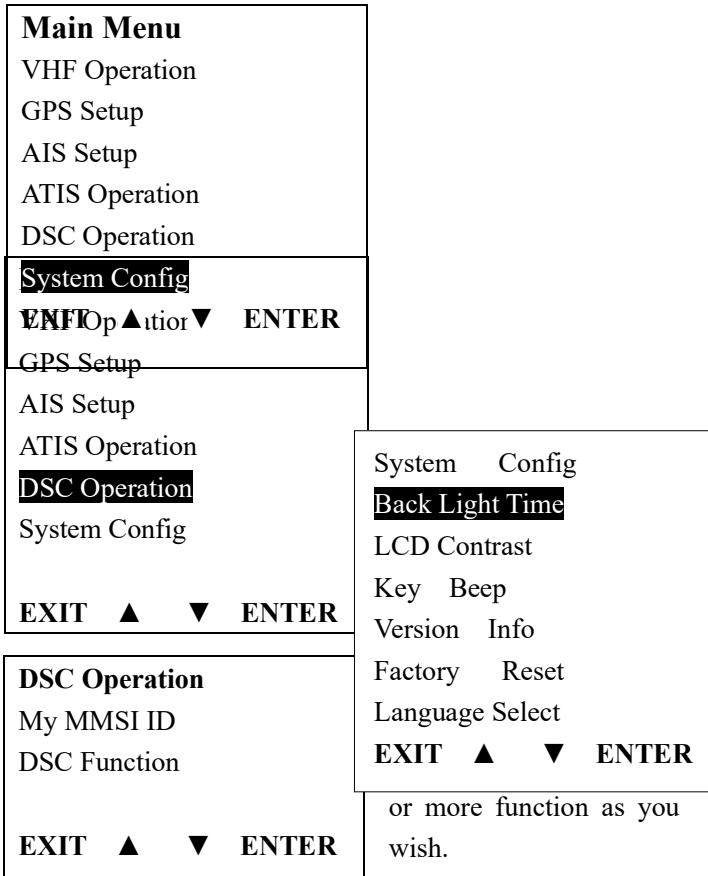 Main Menu
VHF Operation
GPS Setup
AIS Setup
ATIS Operation
DSC Operation
System Config
EXIT ▲ ▼ ENTER
GPS Setup
AIS Setup
ATIS Operation
DSC Operation
System Config
EXIT ▲ ▼ ENTER
System Config
Back Light Time
LCD Contrast
Key Beep
Version Info
Factory Reset
Language Select
EXIT ▲ ▼ ENTER
DSC Operation
My MMSI ID
DSC Function
EXIT ▲ ▼ ENTER
or more function as you
wish.